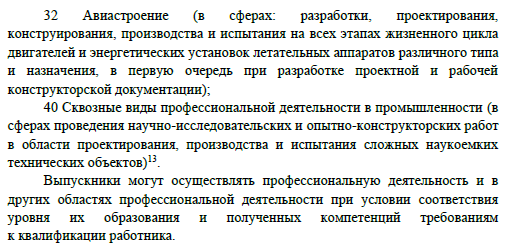 32 Авиастроение (в сферах: разработки, проектирования,
конструирования, производства и испытания на всех этапах жизненного цикла
двигателей и энергетических установок летательных аппаратов различного типа
и назначения, в первую очередь при разработке проектной и рабочей
конструкторской документации);
40 Сквозные виды профессиональной деятельности в промышленности (в
сферах проведения научно-исследовательских и опытно-конструкторских работ
в области проектирования, производства и испытания сложных наукоемких
технических объектов)¹³.
Выпускники могут осуществлять профессиональную деятельность и в
других областях профессиональной деятельности при условии соответствия
уровня их образования и полученных компетенций требованиям
к квалификации работника.